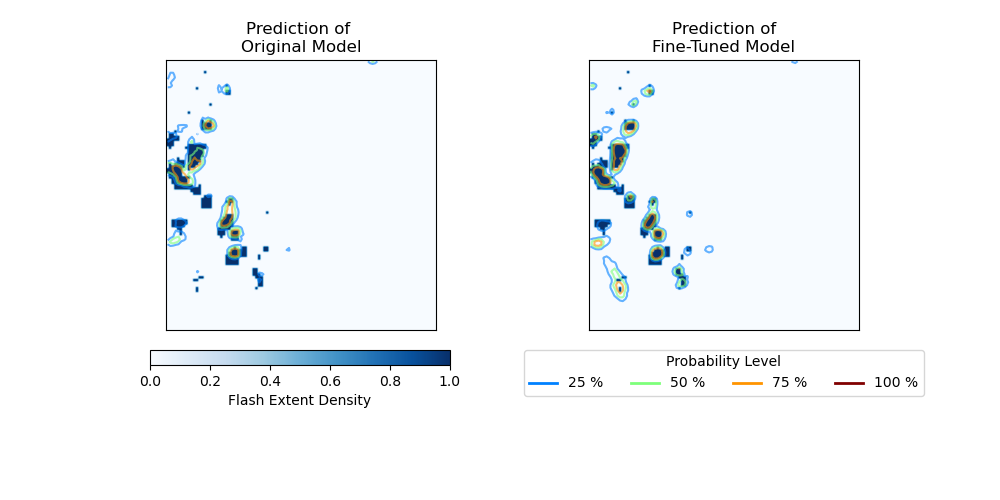 Prediction of
Original Model
Prediction of
Fine-Tuned Model
0.0 0.2 0.4 0.6 0.8 1.0
Flash Extent Density
Probability Level
25 % 50 % 75 % 100 %